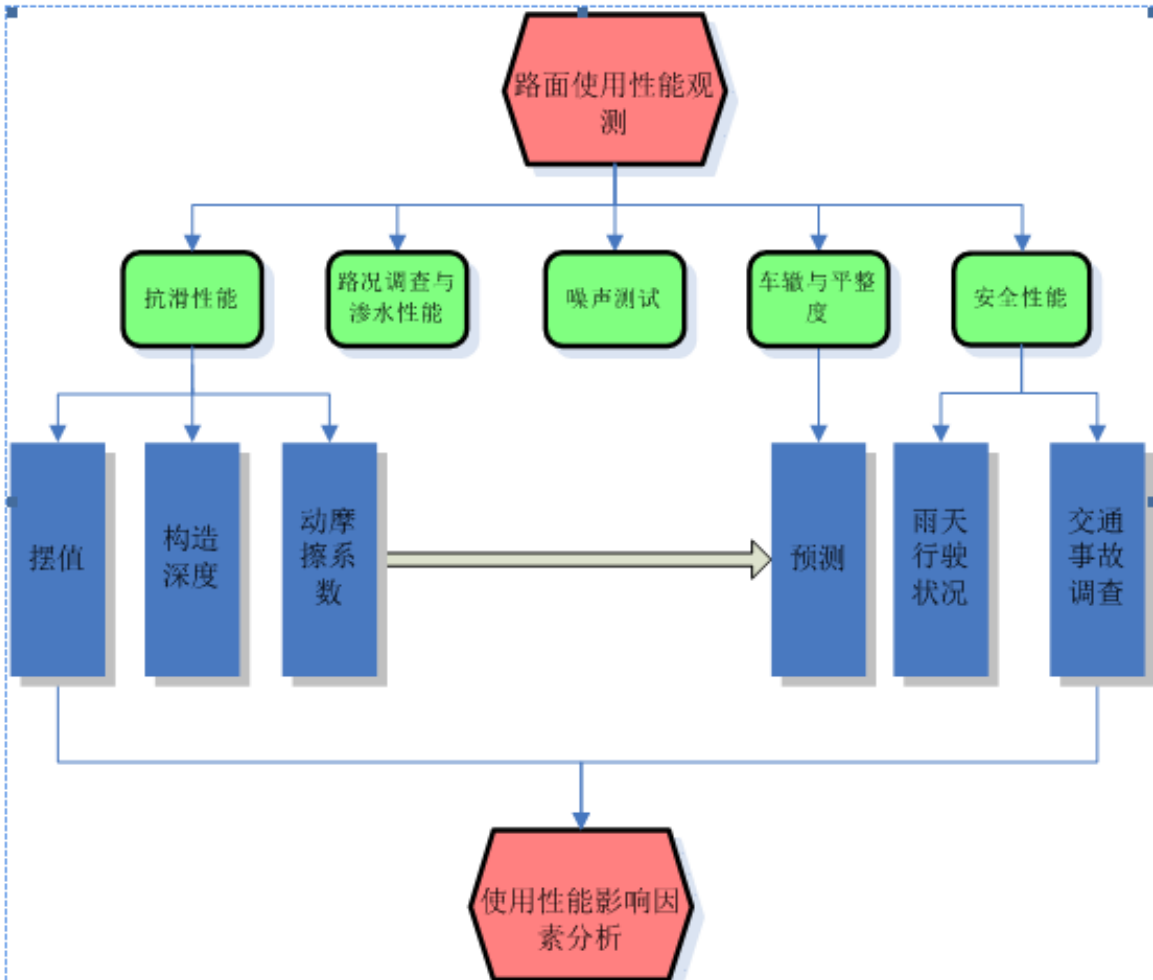 路面使用性能观
测
抗滑性能
路况调查与
渗水性能
噪声测试
车辙与平整
度
安全性能
摆值
构造
深度
动摩
擦系
数
预测
雨天
行驶
状况
交通
事故
调查
使用性能影响因
素分析